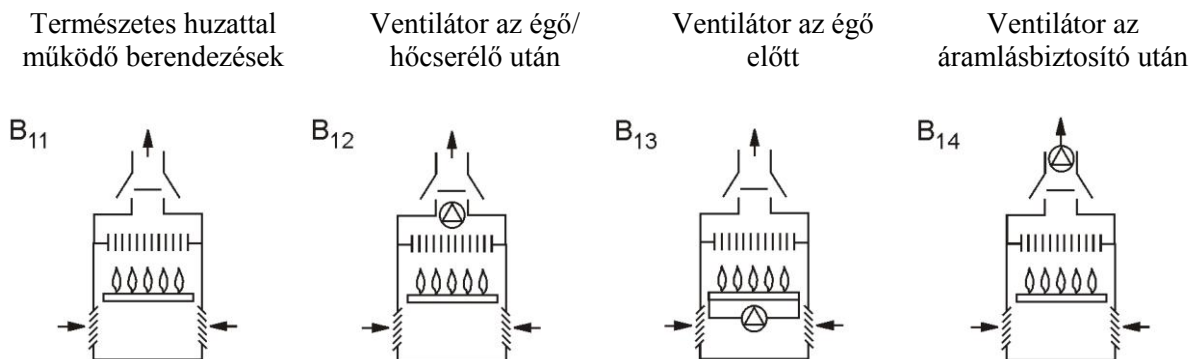 Természetes huzattal
működő berendezések
Ventilátor az égő/
hőcserélő után
Ventilátor az égő
előtt
Ventilátor az
áramlásbiztosító után
B11
B12
B13
B14